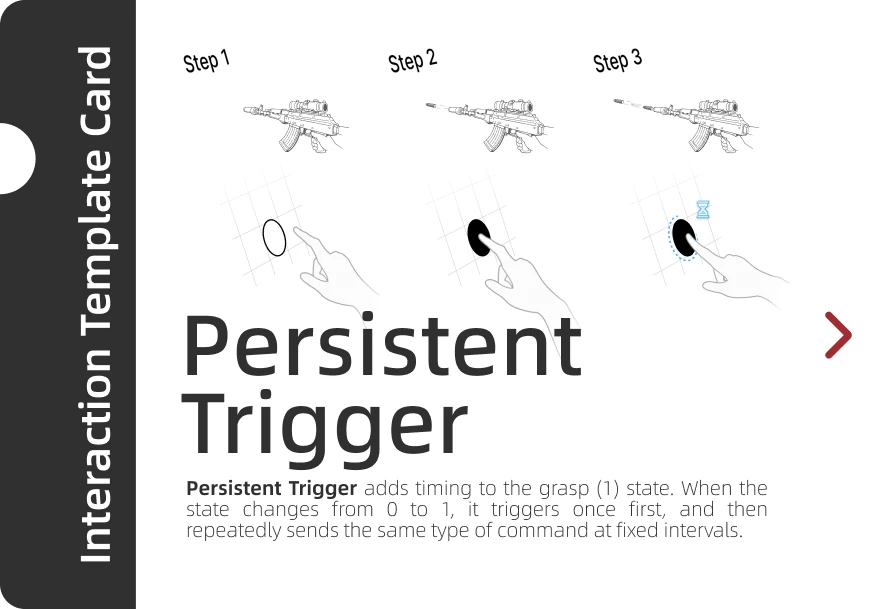 Interaction Template Card
Step 1
Step 2
Step 3
Persistent
Trigger
Persistent Trigger adds timing to the grasp (1) state. When the
state changes from 0 to 1, it triggers once first, and then
repeatedly sends the same type of command at fixed intervals.